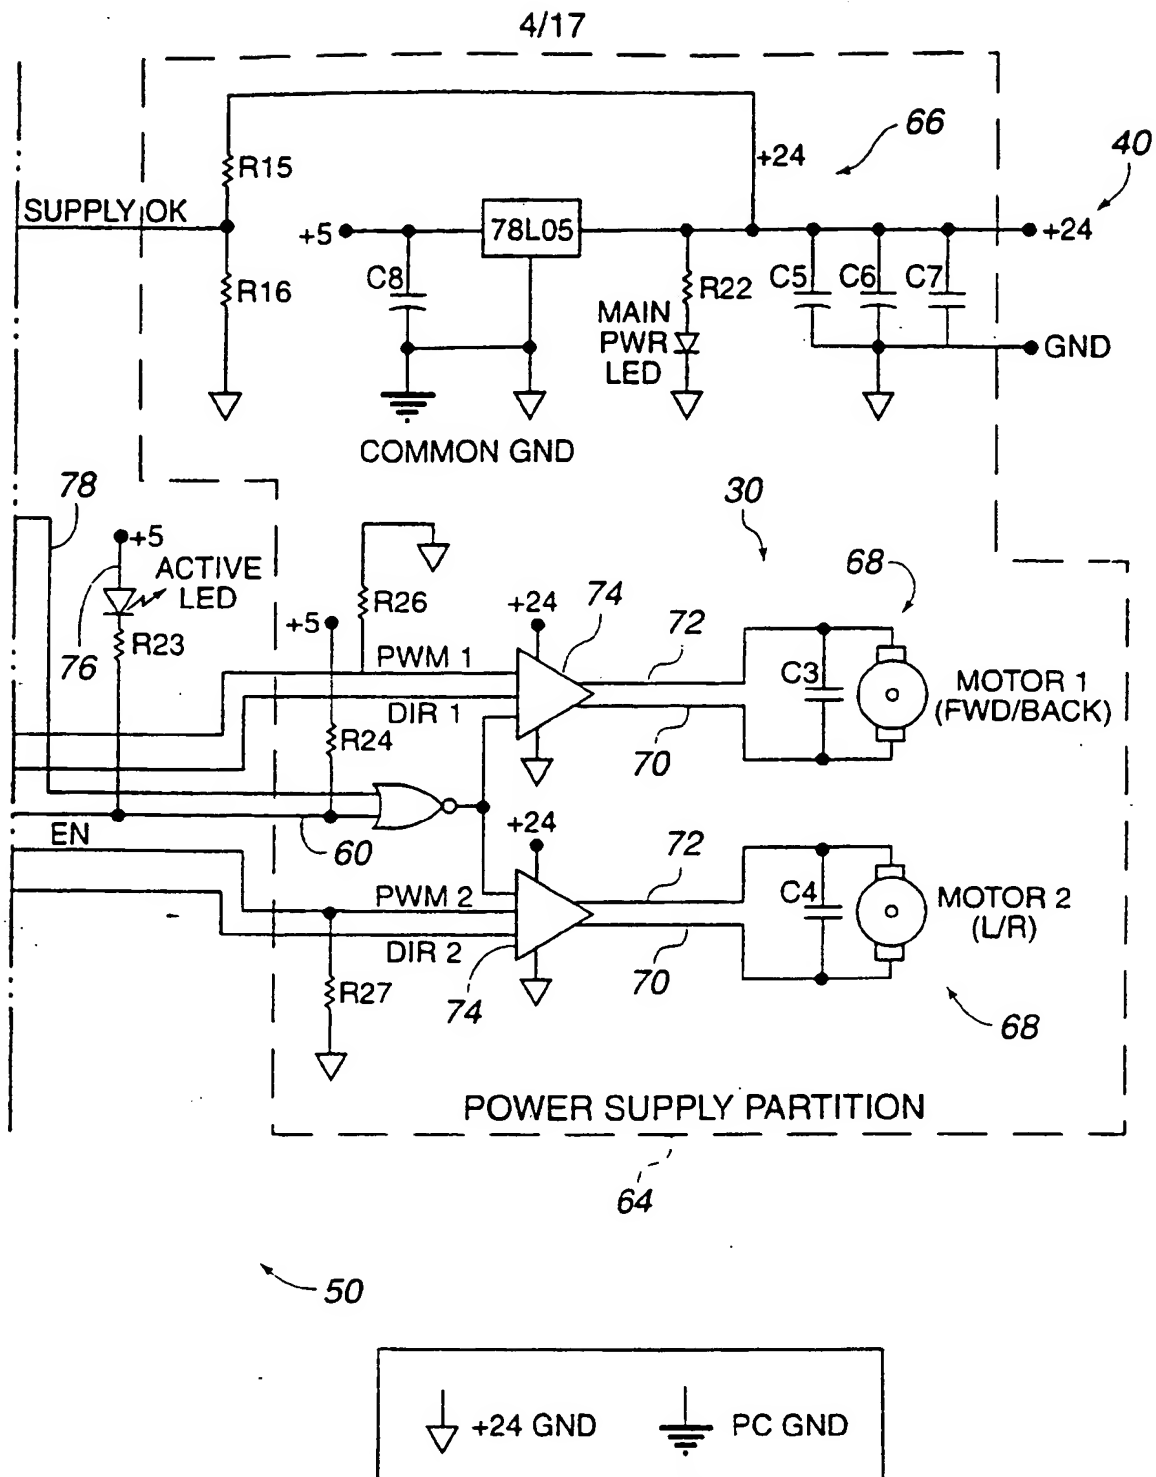 4/17
66
40
+24
R15
SUPPLY OK
+5
78L05
+24
R16
C8
R22
C5
C6
C7
MAIN
PWR
LED
GND
COMMON GND
78
30
+5
ACTIVE
LED
68
74
R26
+24
+5
72
76
R23
PWM 1
C3
MOTOR 1
(FWD/BACK)
DIR 1
R24
70
+24
EN
60
72
PWM 2
C4
MOTOR 2
(L/R)
DIR 2
70
R27
74
68
POWER SUPPLY PARTITION
64
50
+24 GND
PC GND